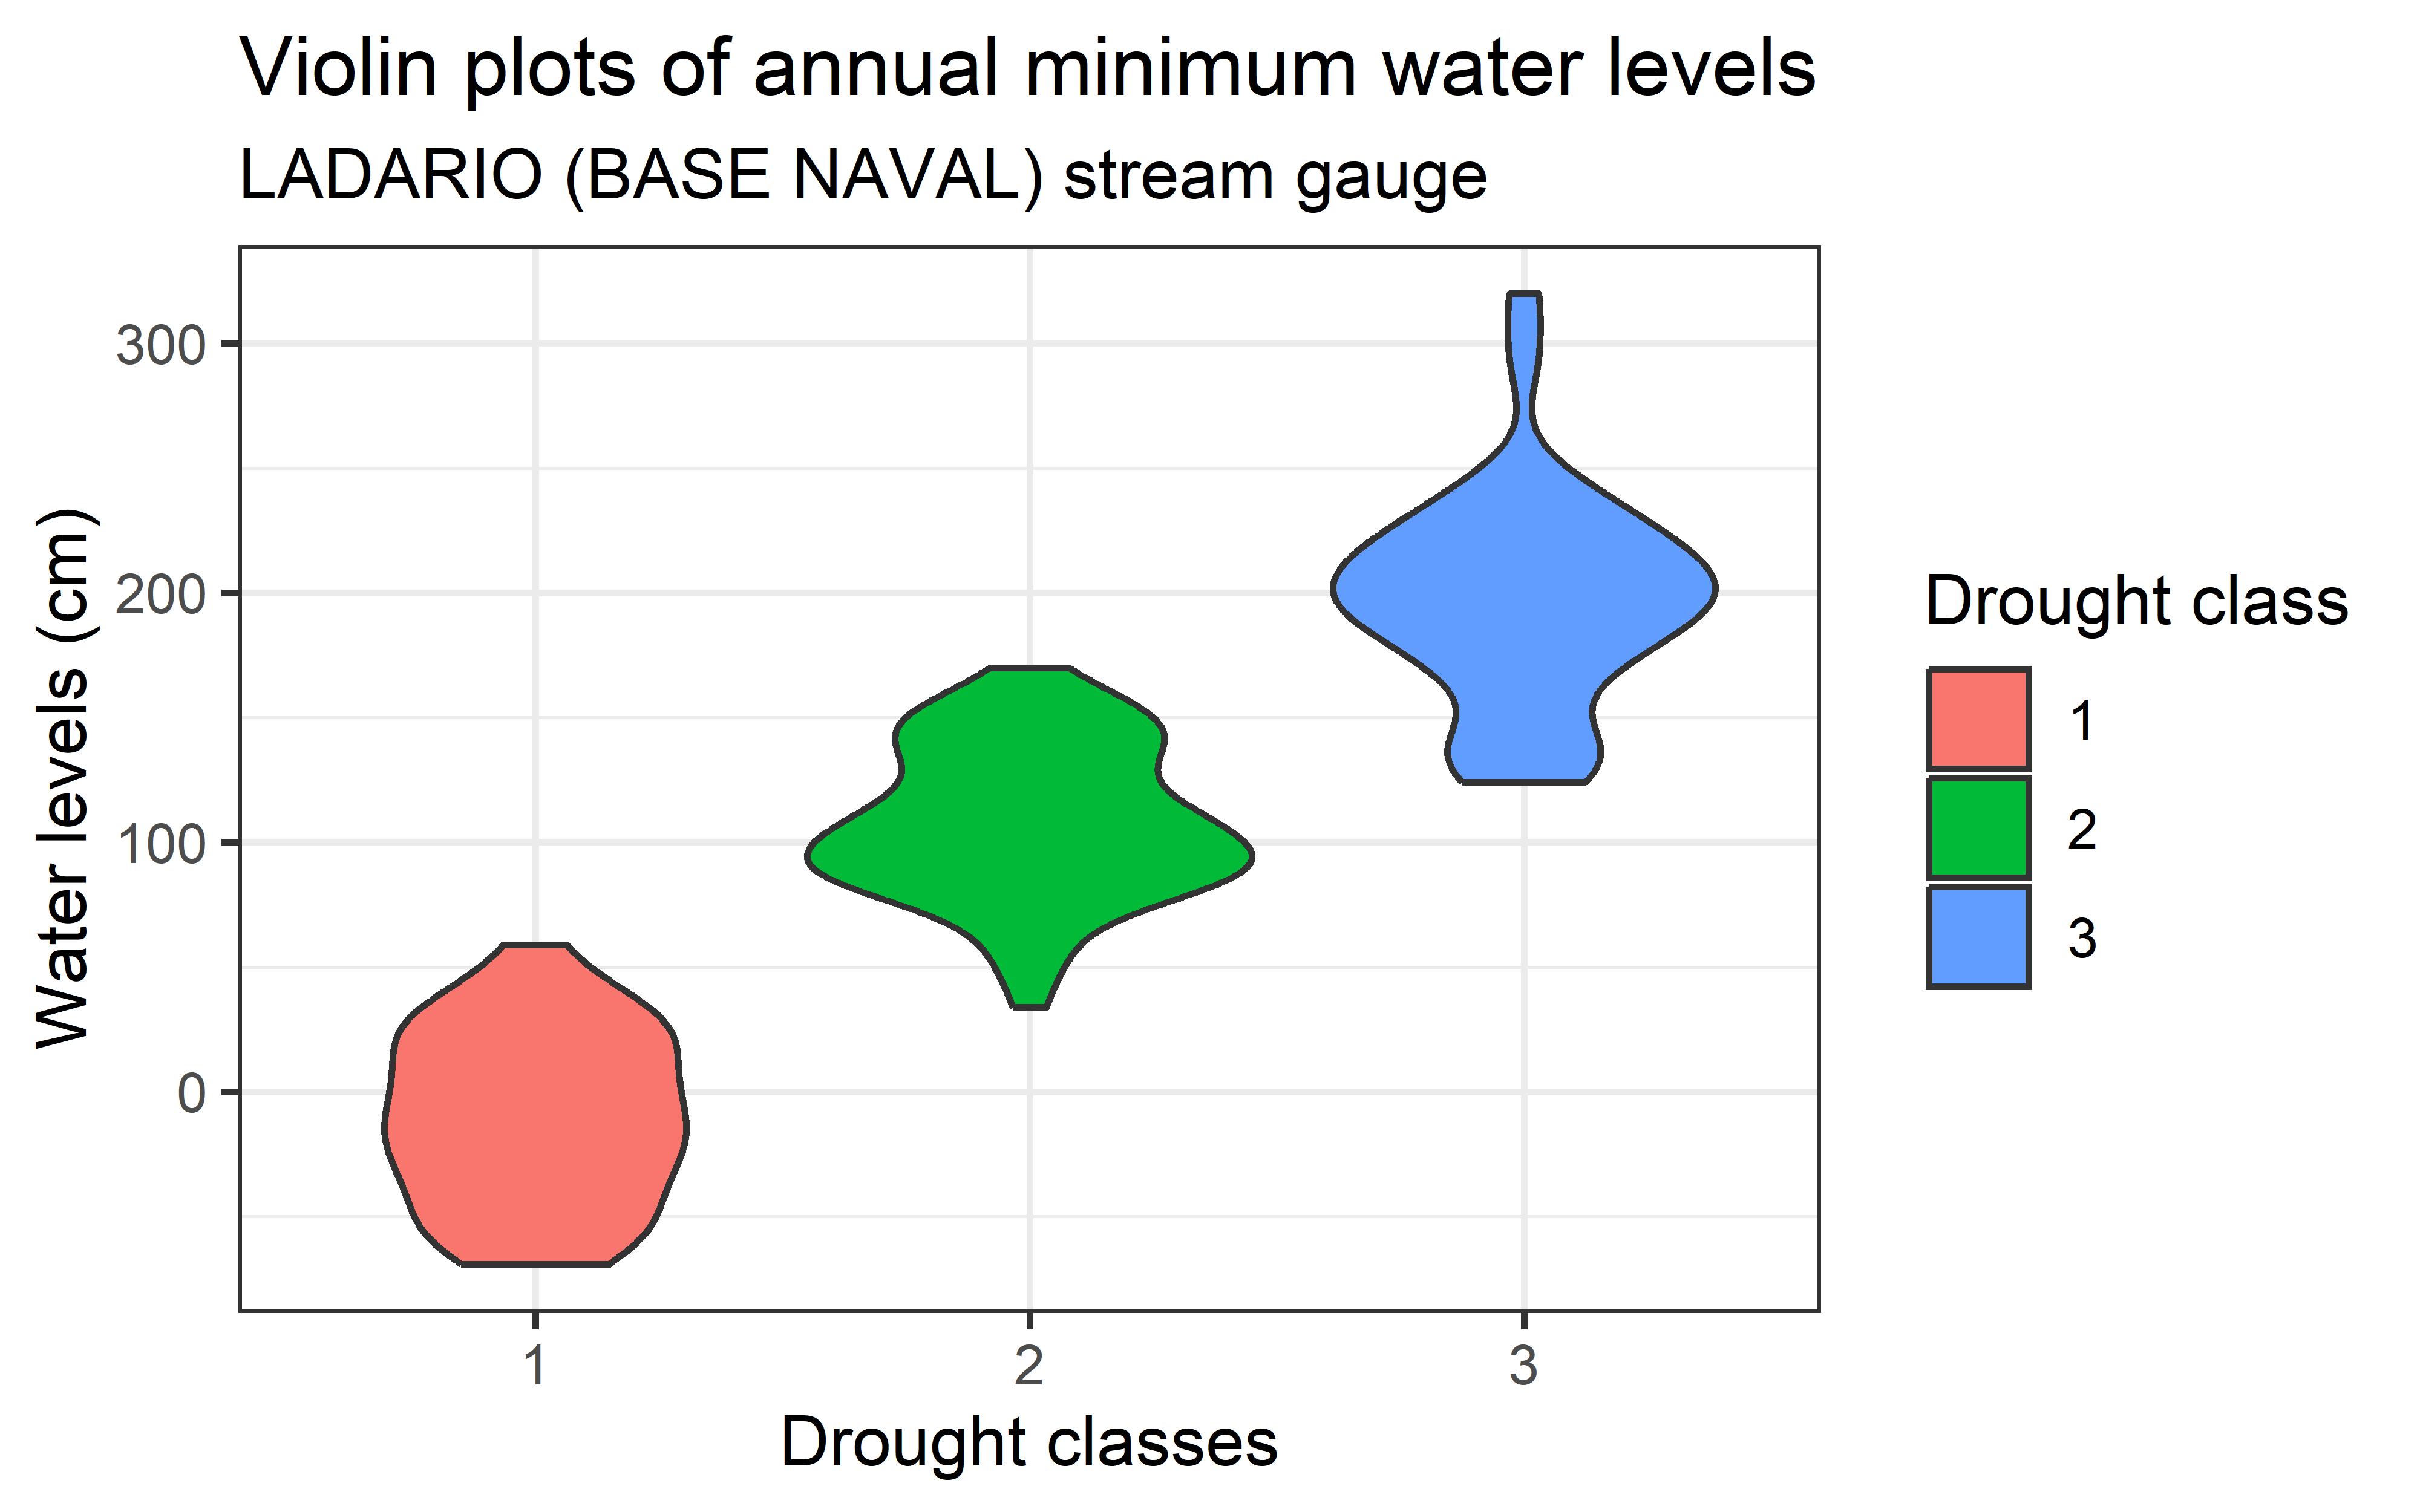 Violin plots of annual minimum water levels
LADARIO (BASE NAVAL) stream gauge
Water levels (cm)
300
200
100
0
1
2
3
Drought classes
Drought class
1
2
3